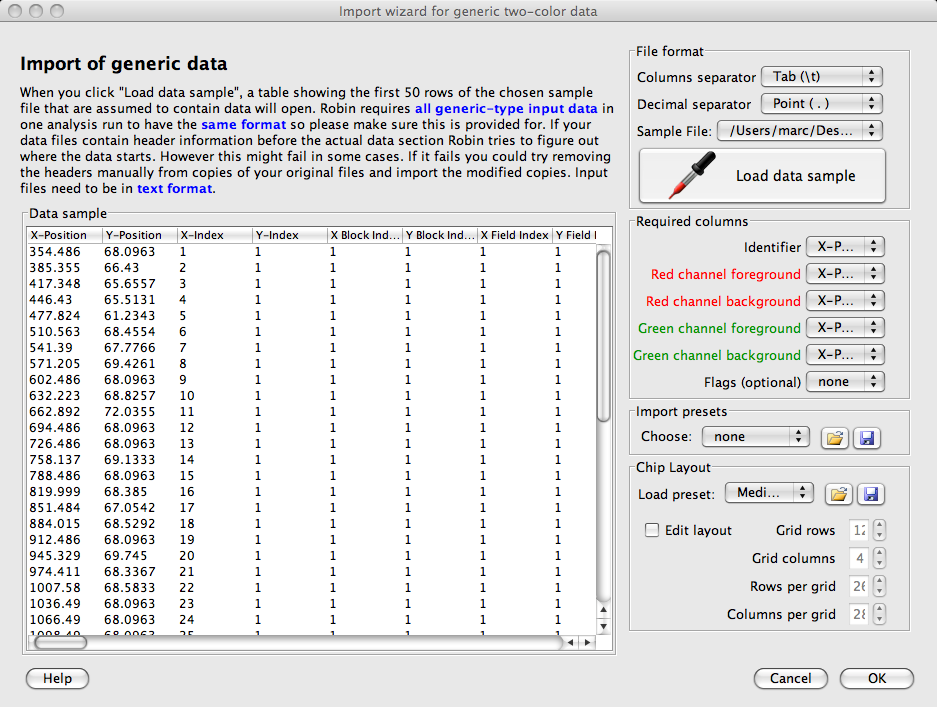 Import wizard for generic two-color data
Import of generic data
When you click "Load data sample", a table showing the first 50 rows of the chosen sample
file that are assumed to contain data will open. Robin requires all generic-type input data in
one analysis run to have the same format so please make sure this is provided for. If your
data files contain header information before the actual data section Robin tries to figure out
where the data starts. However this might fail in some cases. If it fails you could try removing
the headers manually from copies of your original files and import the modified copies. Input
files need to be in text format.
Data sample
X-Position Y-Position X-Index Y-Index X Block Ind... Y Block Ind... X Field Index Y Field I
354.486 68.0963 1 1 1 1 1 1
385.355 66.43 2 1 1 1 1 1
417.348 65.6557 3 1 1 1 1 1
446.43 65.5131 4 1 1 1 1 1
477.824 61.2343 5 1 1 1 1 1
510.563 68.4554 6 1 1 1 1 1
541.39 67.7766 7 1 1 1 1 1
571.205 69.4261 8 1 1 1 1 1
602.486 68.0963 9 1 1 1 1 1
632.223 68.8257 10 1 1 1 1 1
662.892 72.0355 11 1 1 1 1 1
694.486 68.0963 12 1 1 1 1 1
726.486 68.0963 13 1 1 1 1 1
758.137 69.1333 14 1 1 1 1 1
788.486 68.0963 15 1 1 1 1 1
819.999 68.385 16 1 1 1 1 1
851.484 67.0542 17 1 1 1 1 1
884.015 68.5292 18 1 1 1 1 1
912.486 68.0963 19 1 1 1 1 1
945.329 69.745 20 1 1 1 1 1
974.411 68.3367 21 1 1 1 1 1
1007.58 68.5833 22 1 1 1 1 1
1036.49 68.0963 23 1 1 1 1 1
1066.49 68.0963 24 1 1 1 1 1
1098.49 68.0963 25 1 1 1 1 1
File format
Columns separator Tab (\t)
Decimal separator Point ( . )
Sample File: /Users/marc/Des...
Load data sample
Required columns
Identifier X-P...
Red channel foreground X-P...
Red channel background X-P...
Green channel foreground X-P...
Green channel background X-P...
Flags (optional) none
Import presets
Choose: none
Chip Layout
Load preset: Medi...
Edit layout Grid rows 12
Grid columns 4
Rows per grid 26
Columns per grid 28
Help Cancel OK